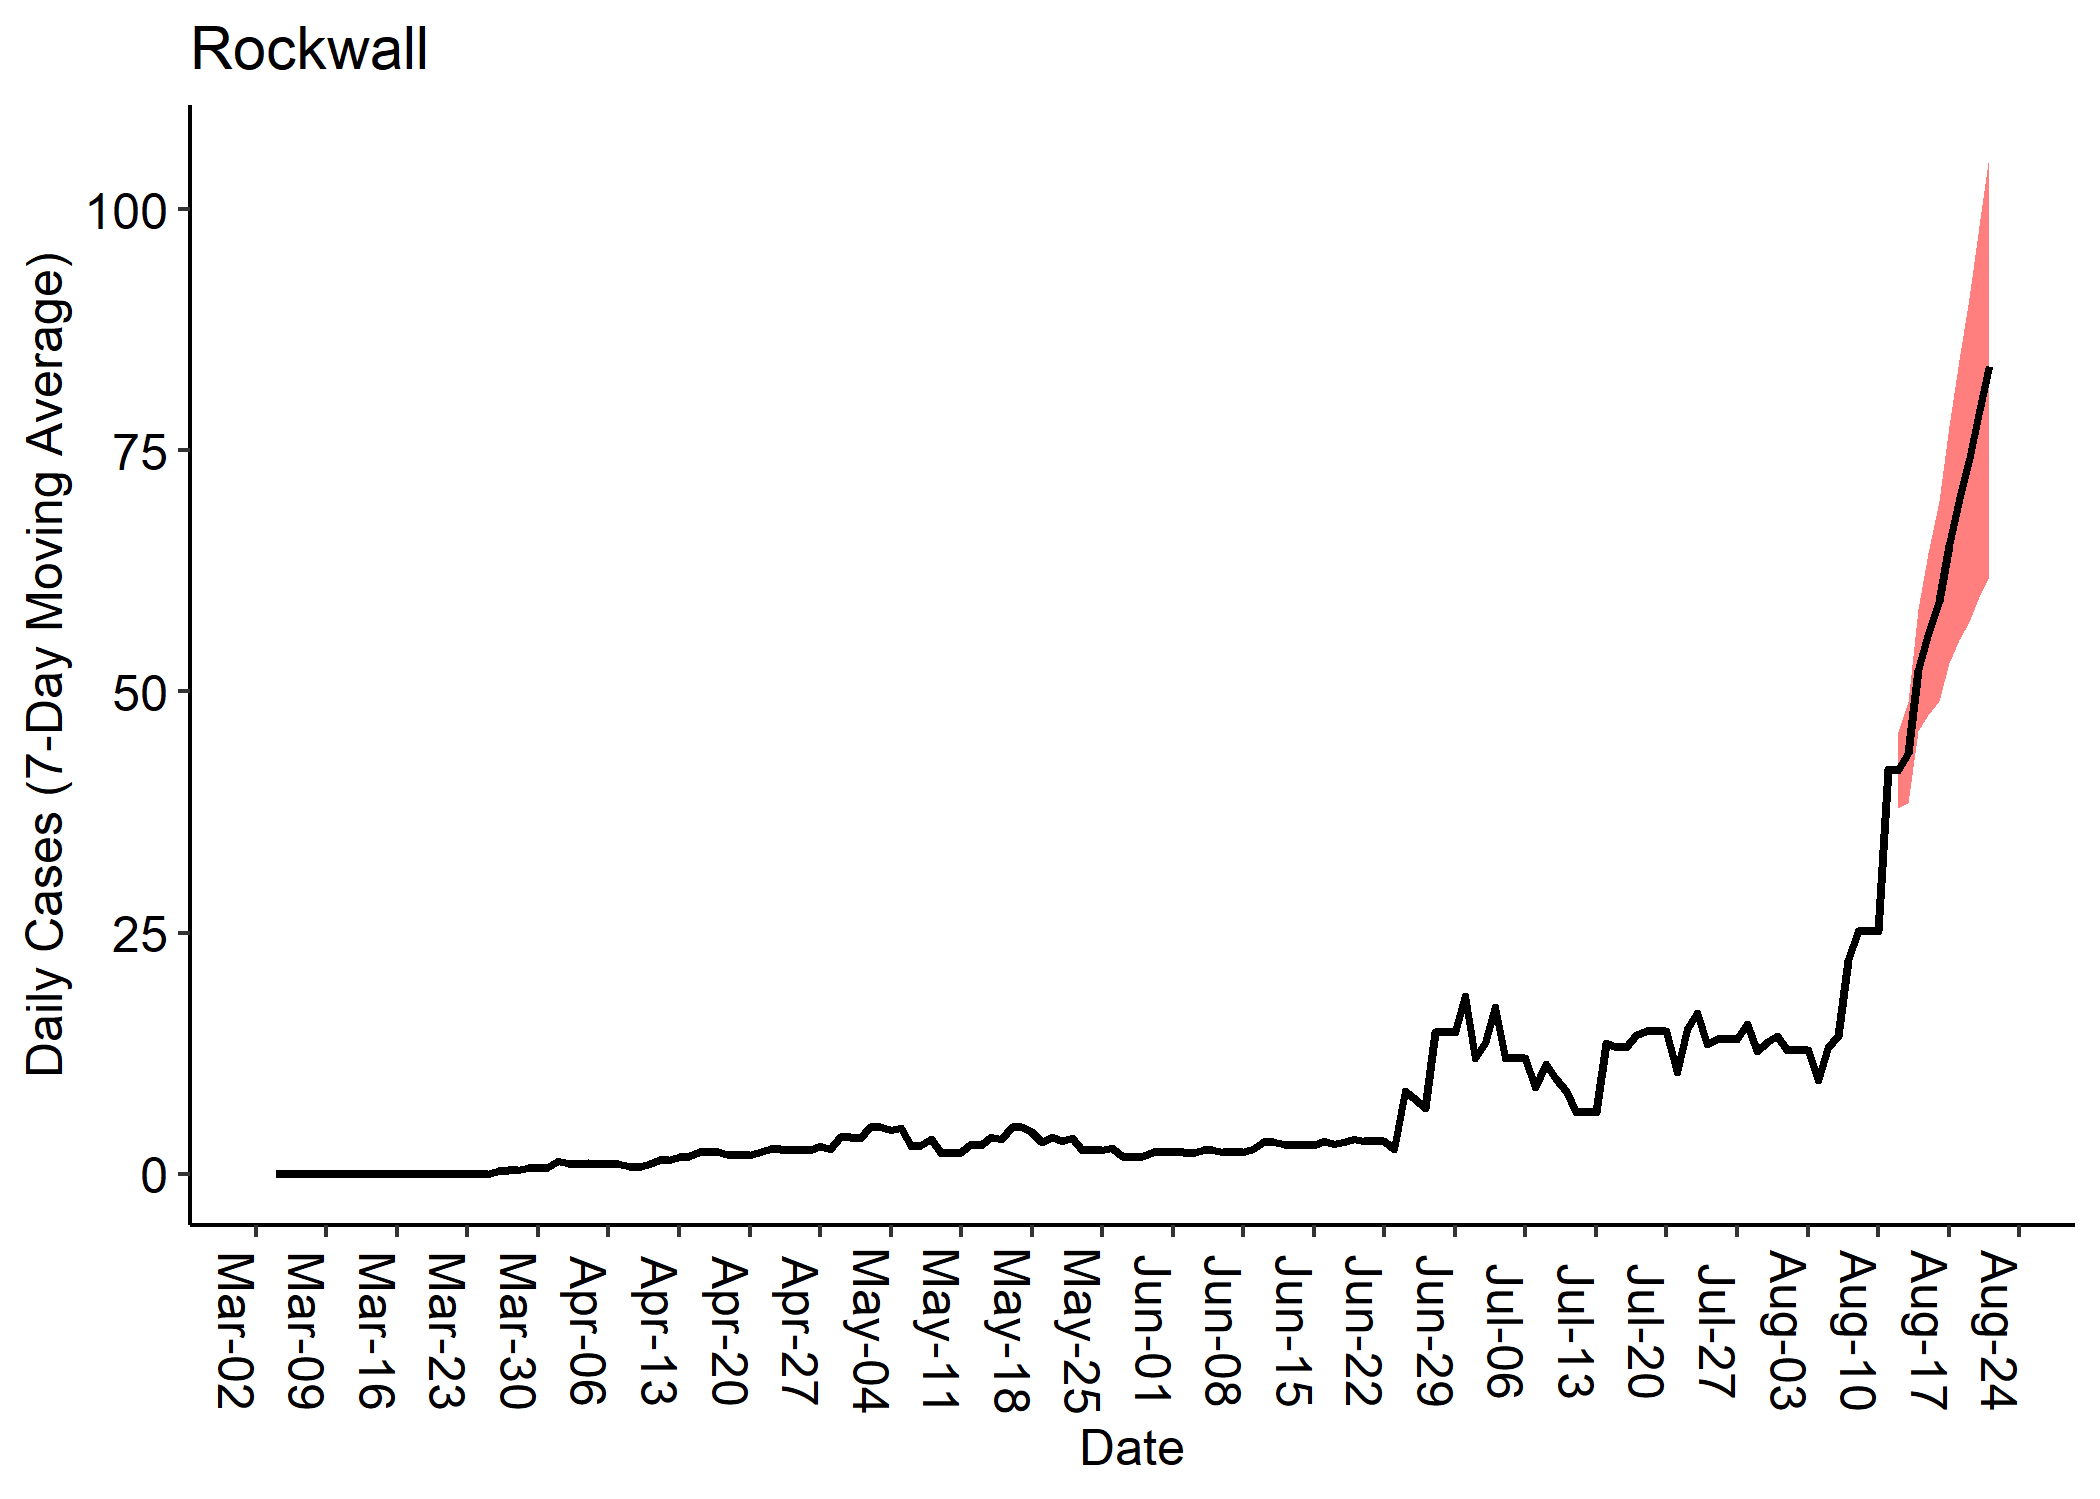 Rockwall
Daily Cases (7-Day Moving Average)
100
75
50
25
0
Mar-02
Mar-09
Mar-16
Mar-23
Mar-30
Apr-06
Apr-13
Apr-20
Apr-27
May-04
May-11
May-18
May-25
Jun-01
Jun-08
Jun-15
Jun-22
Jun-29
Jul-06
Jul-13
Jul-20
Jul-27
Aug-03
Aug-10
Aug-17
Aug-24
Date